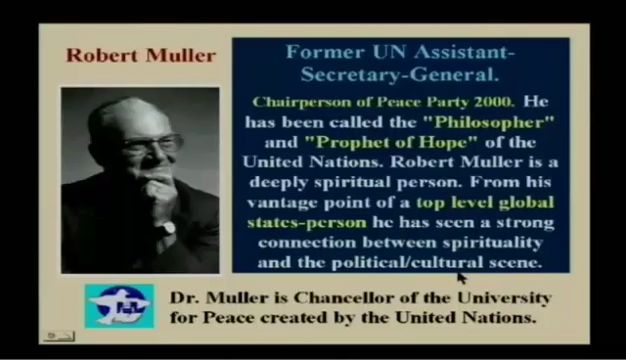 Robert Muller
Former UN Assistant-
Secretary-General.
Chairperson of Peace Party 2000. He
has been called the "Philosopher"
and "Prophet of Hope" of the
United Nations. Robert Muller is a
deeply spiritual person. From his
vantage point of a top level global
states-person he has seen a strong
connection between spirituality
and the political/cultural scene.
Dr. Muller is Chancellor of the University
for Peace created by the United Nations.